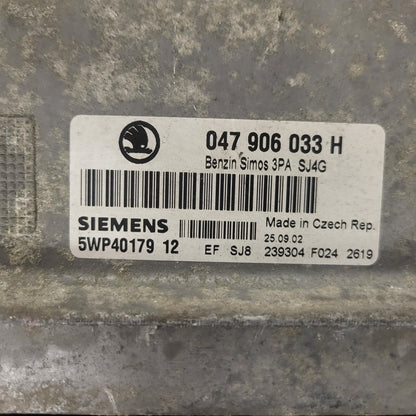 047 906 033 H
Benzin Simos 3PA SJ4G
SIEMENS
Made in Czech Rep.
25.09.02
5WP40179 12 EF SJ8 239304 F024 2619